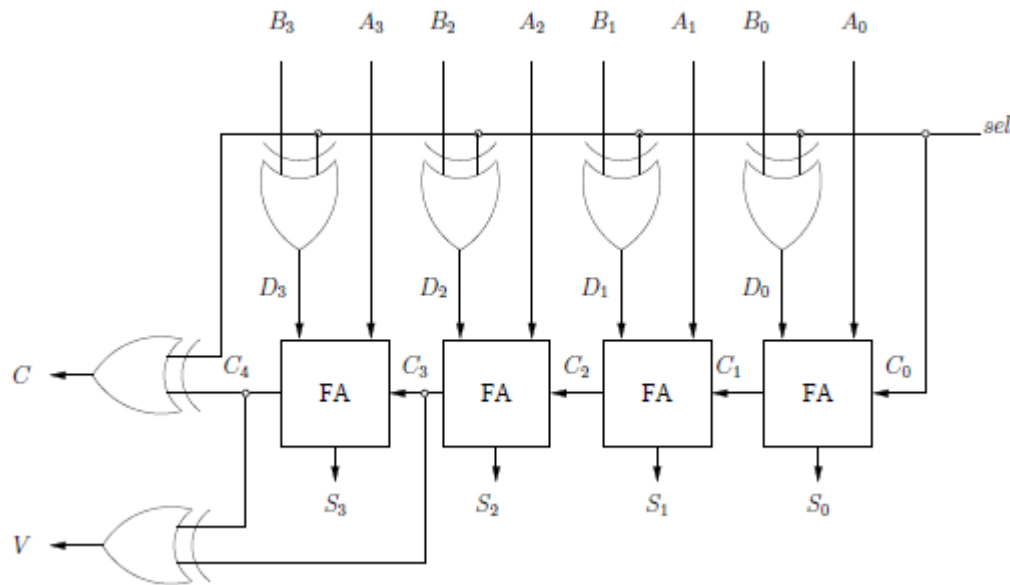 B₃ A₃ B₂ A₂ B₁ A₁ B₀ A₀
sel
D₃ D₂ D₁ D₀
C C₄ FA C₃ FA C₂ FA C₁ FA C₀
S₃ S₂ S₁ S₀
V